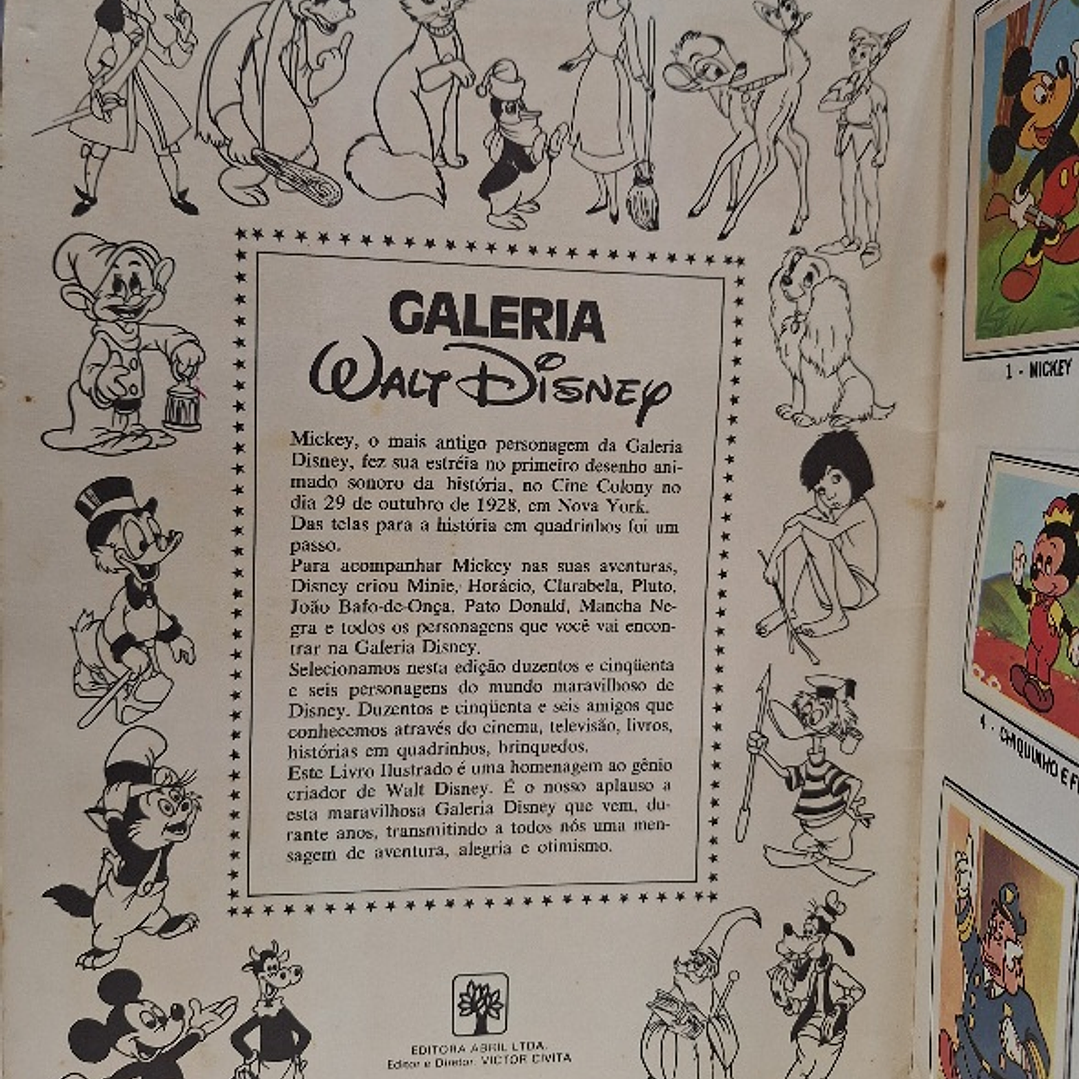 GALERIA
WALT DISNEY
Mickey, o mais antigo personagem da Galeria
Disney, fez sua estréia no primeiro desenho ani-
mado sonoro da história, no Cine Colony no
dia 29 de outubro de 1928, em Nova York.
Das telas para a história em quadrinhos foi um
passo.
Para acompanhar Mickey nas suas aventuras,
Disney criou Minie, Horácio, Clarabela, Pluto,
João Bafo-de-Onça, Pato Donald, Mancha Ne-
gra e todos os personagens que você vai encon-
trar na Galeria Disney.
Selecionamos nesta edição duzentos e cinqüenta
e seis personagens do mundo maravilhoso de
Disney. Duzentos e cinqüenta e seis amigos que
conhecemos através do cinema, televisão, livros,
histórias em quadrinhos, brinquedos.
Este Livro Ilustrado é uma homenagem ao gênio
criador de Walt Disney. É o nosso aplauso a
esta maravilhosa Galeria Disney que vem, du-
rante anos, transmitindo a todos nós uma men-
sagem de aventura, alegria e otimismo.
EDITORA ABRIL LTDA.
Editor e Diretor: VICTOR CIVITA
1 - MICKEY
4 - CHIQUINHO E